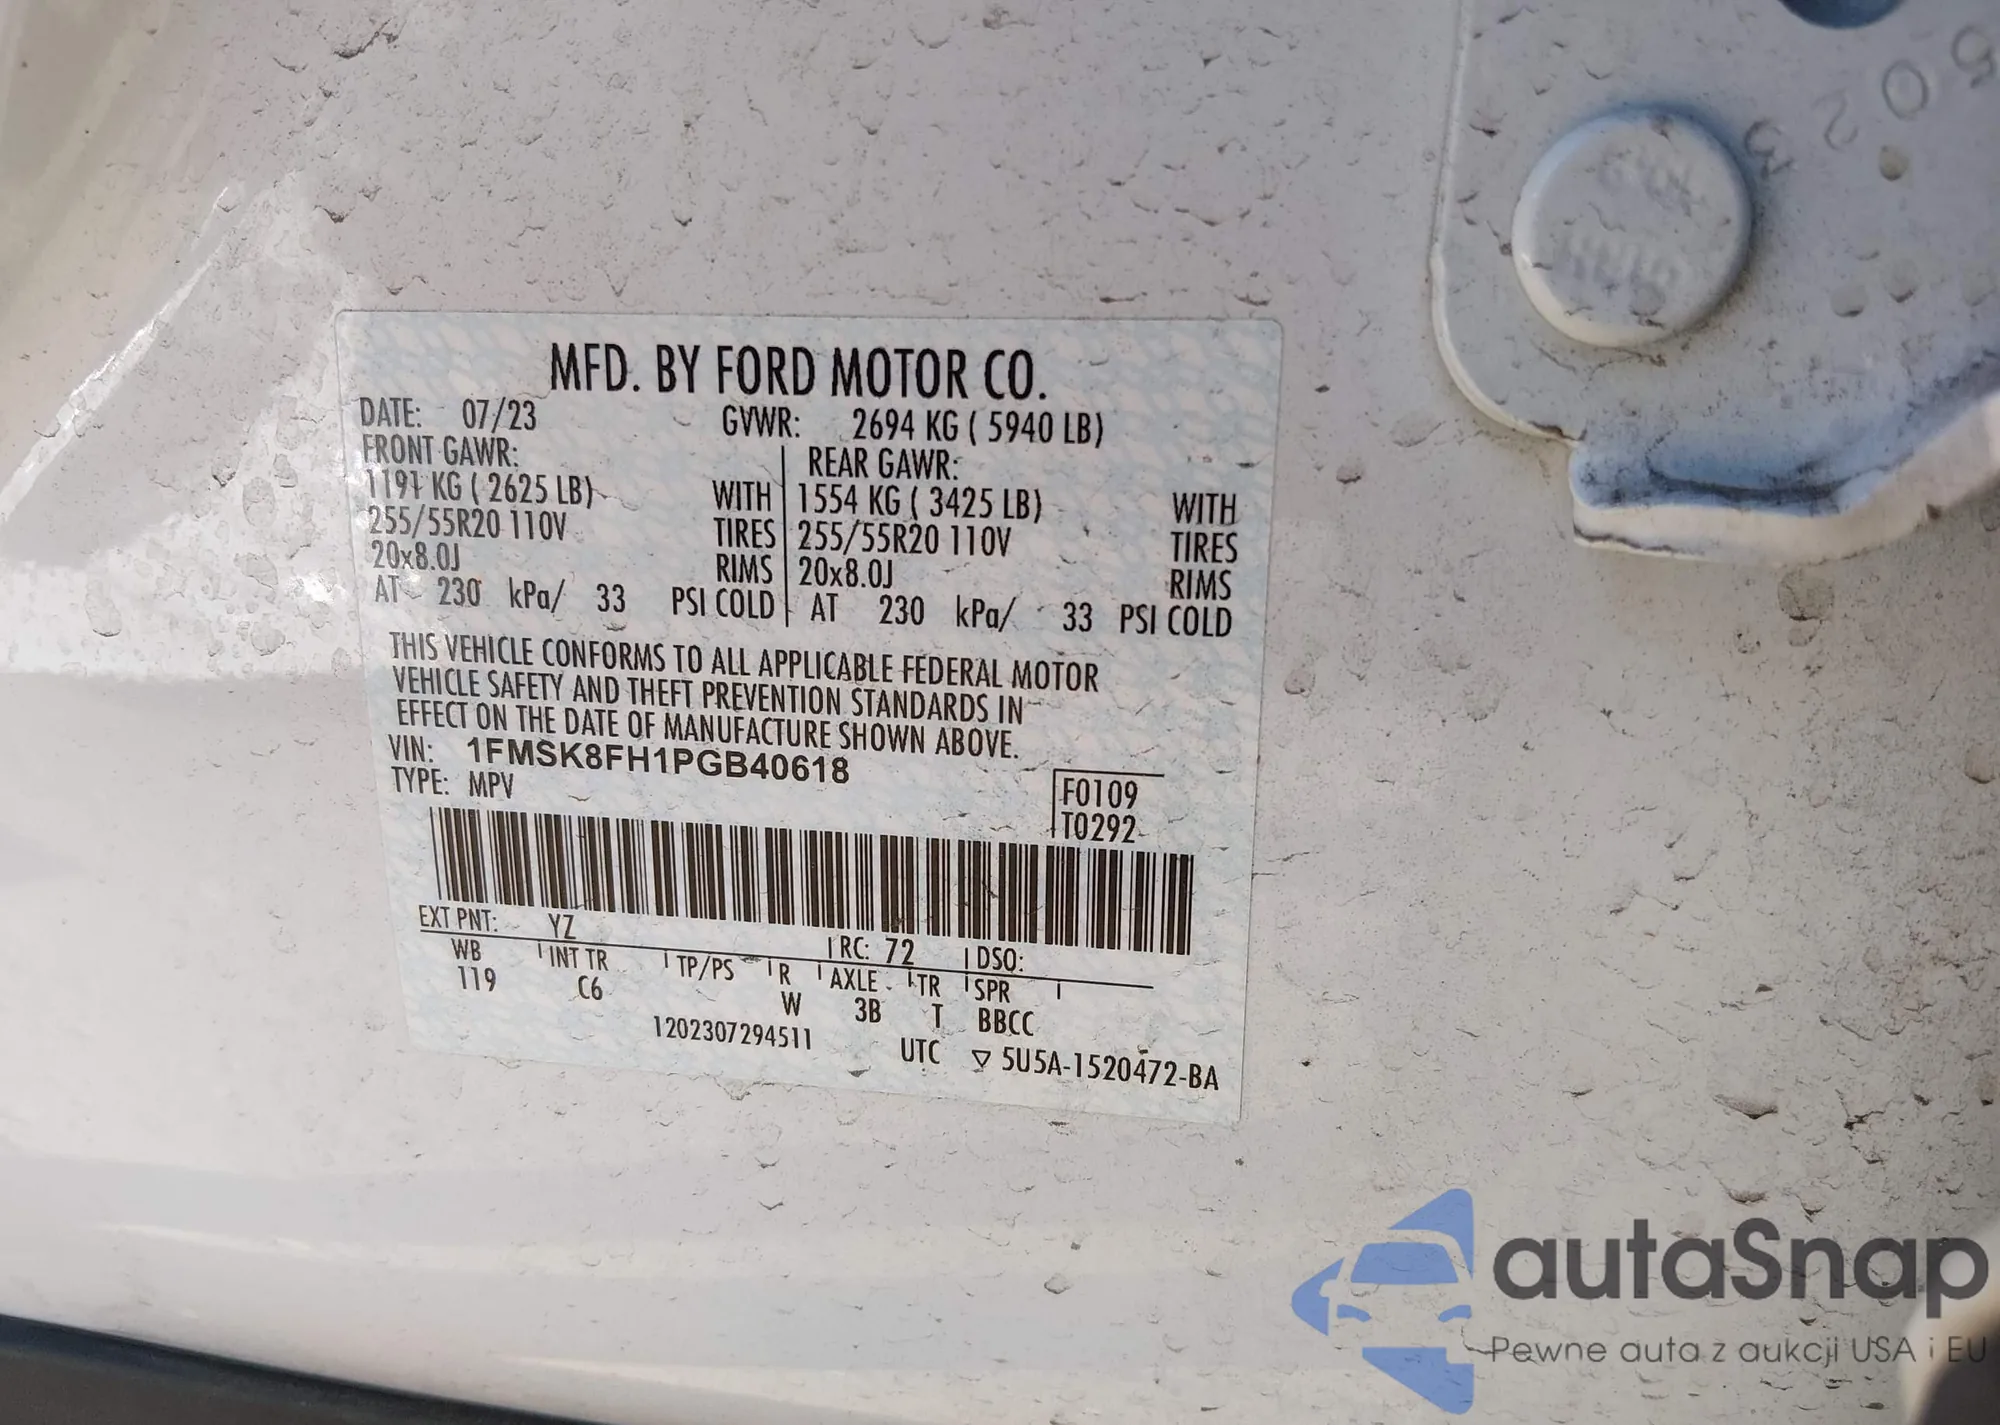 MFD. BY FORD MOTOR CO.
DATE: 07/23 GVWR: 2694 KG ( 5940 LB)
FRONT GAWR: REAR GAWR:
1191 KG ( 2625 LB) WITH 1554 KG ( 3425 LB) WITH
255/55R20 110V TIRES 255/55R20 110V TIRES
20x8.0J RIMS 20x8.0J RIMS
AT 230 kPa/ 33 PSI COLD AT 230 kPa/ 33 PSI COLD
THIS VEHICLE CONFORMS TO ALL APPLICABLE FEDERAL MOTOR
VEHICLE SAFETY AND THEFT PREVENTION STANDARDS IN
EFFECT ON THE DATE OF MANUFACTURE SHOWN ABOVE.
VIN: 1FMSK8FH1PGB40618
TYPE: MPV
F0109
T0292
EXT PNT: YZ RC: 72 DSO:
WB INT TR TP/PS R AXLE TR SPR
119 C6 W 3B T BBCC
1202307294511 UTC ▽ 5U5A-1520472-BA
autaSnap
Pewne auta z aukcji USA i EU